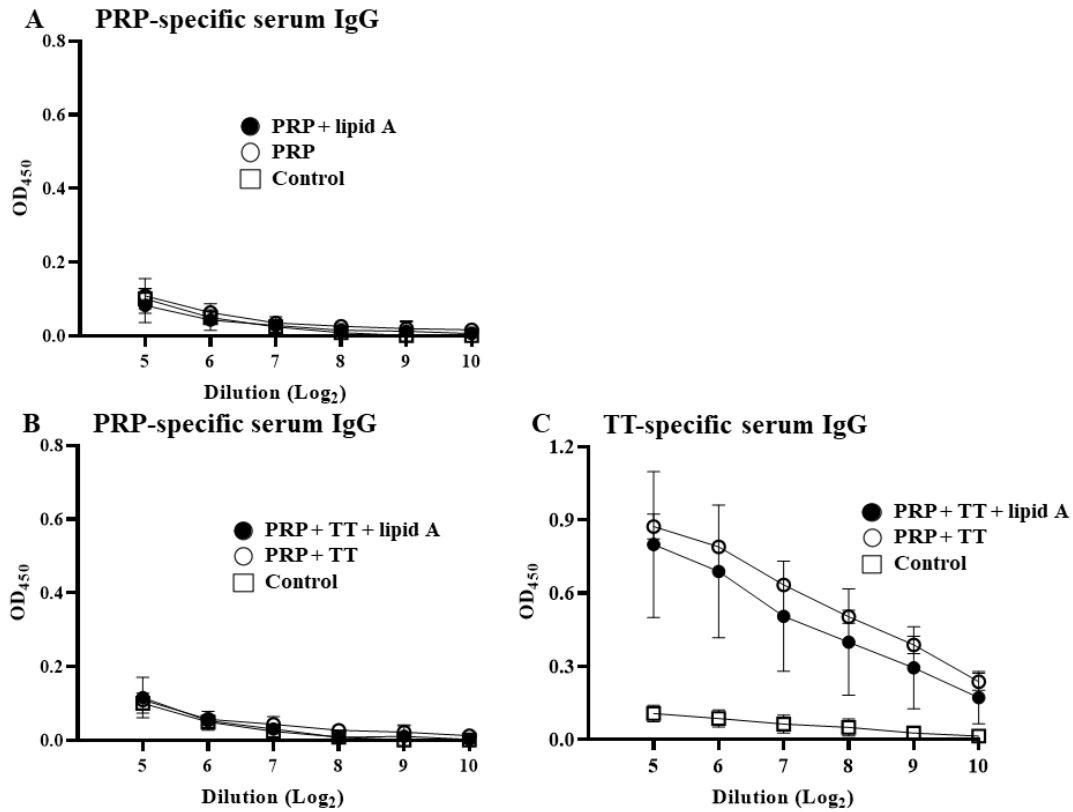 A PRP-specific serum IgG
0.8
0.6
0.4
0.2
0.0
OD450
PRP + lipid A
PRP
Control
5 6 7 8 9 10
Dilution (Log2)
B PRP-specific serum IgG
0.8
0.6
0.4
0.2
0.0
OD450
PRP + TT + lipid A
PRP + TT
Control
5 6 7 8 9 10
Dilution (Log2)
C TT-specific serum IgG
1.2
0.9
0.6
0.3
0.0
OD450
PRP + TT + lipid A
PRP + TT
Control
5 6 7 8 9 10
Dilution (Log2)